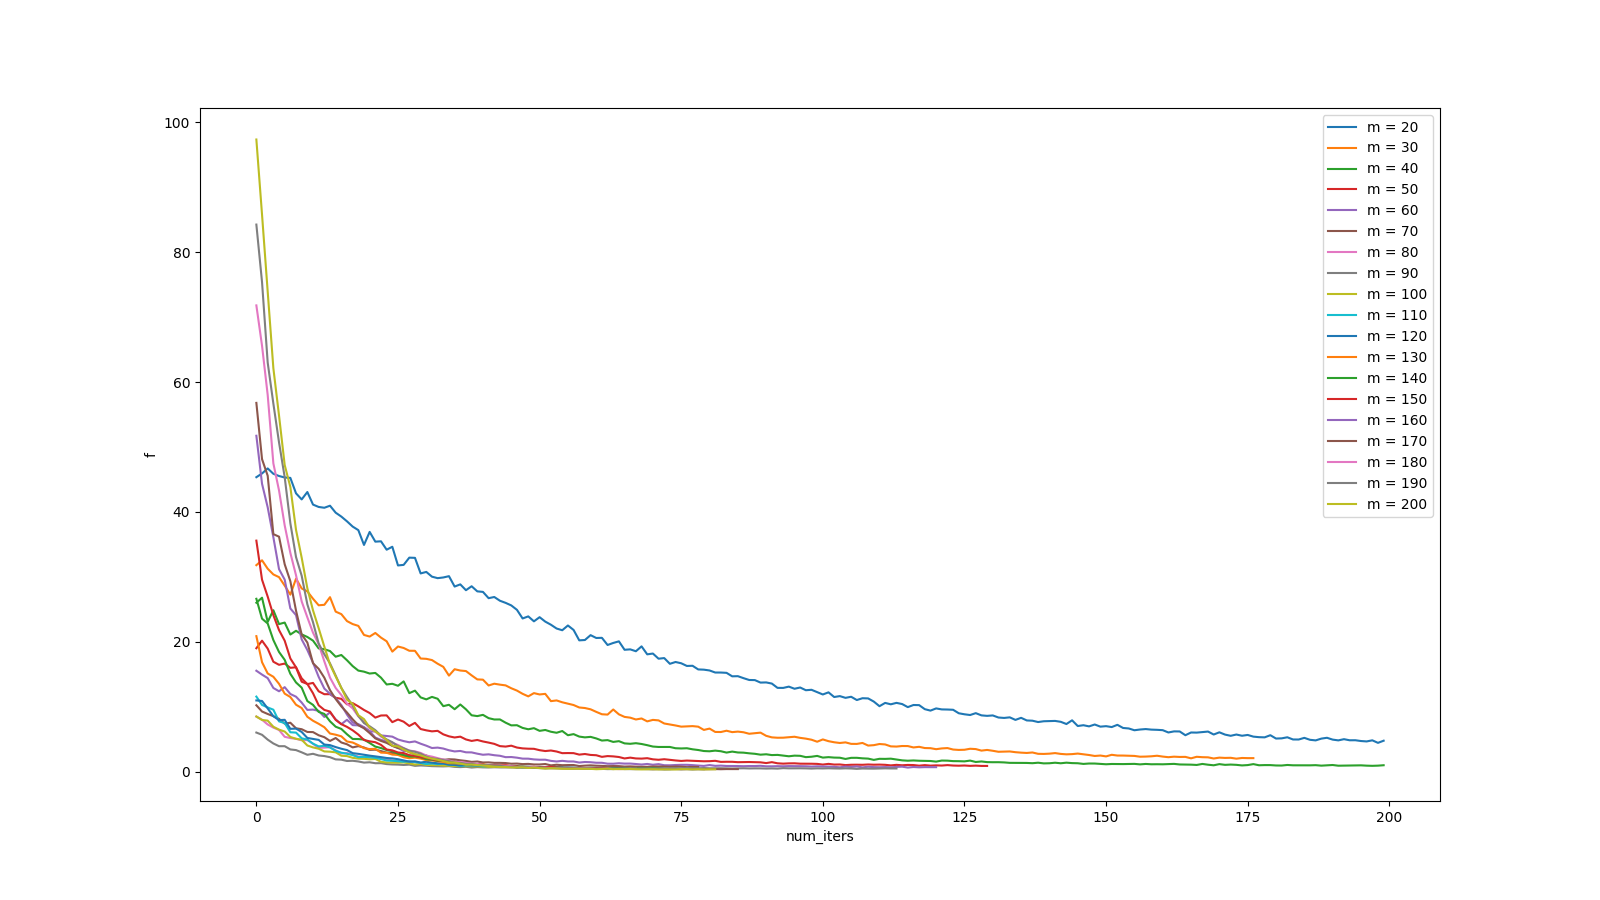 100
80
60
40
20
0
f
0 25 50 75 100 125 150 175 200
num_iters
m = 20
m = 30
m = 40
m = 50
m = 60
m = 70
m = 80
m = 90
m = 100
m = 110
m = 120
m = 130
m = 140
m = 150
m = 160
m = 170
m = 180
m = 190
m = 200